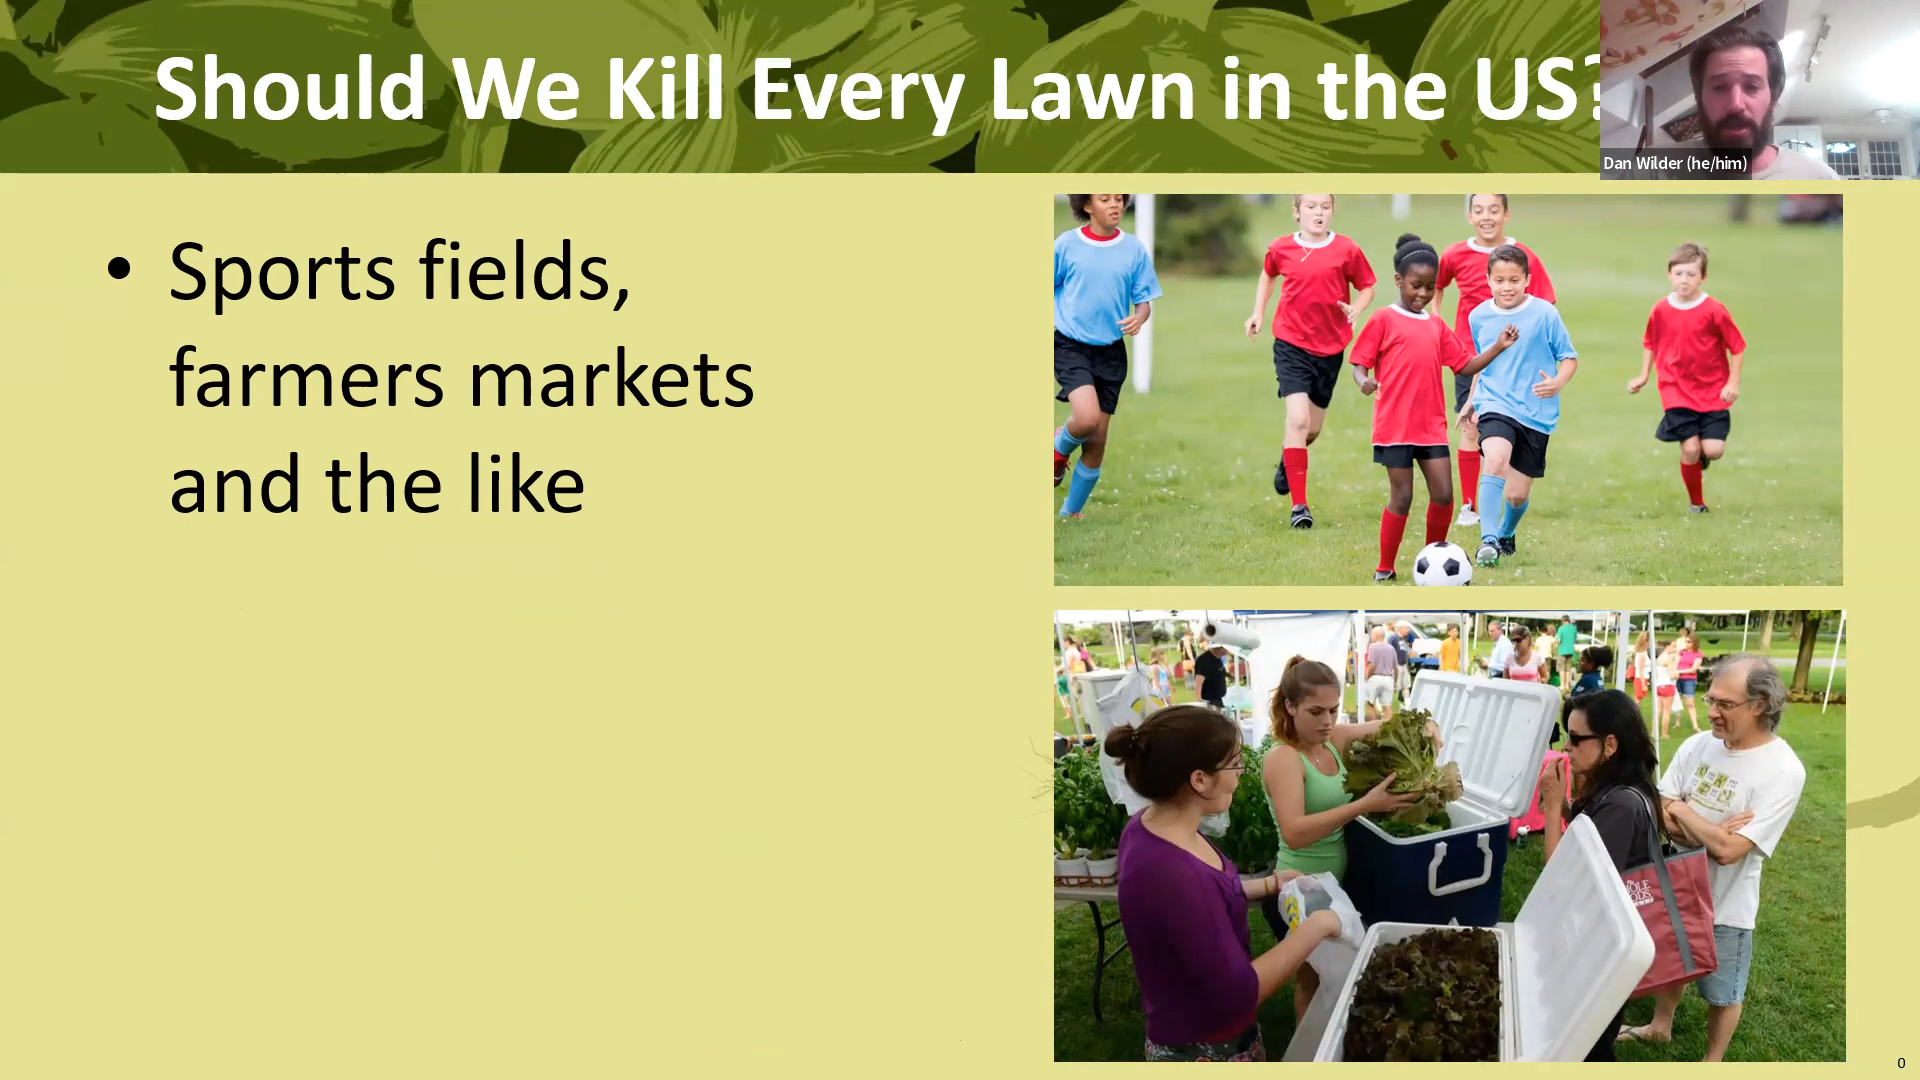 Should We Kill Every Lawn in the US?
Dan Wilder (he/him)
• Sports fields,
farmers markets
and the like
0